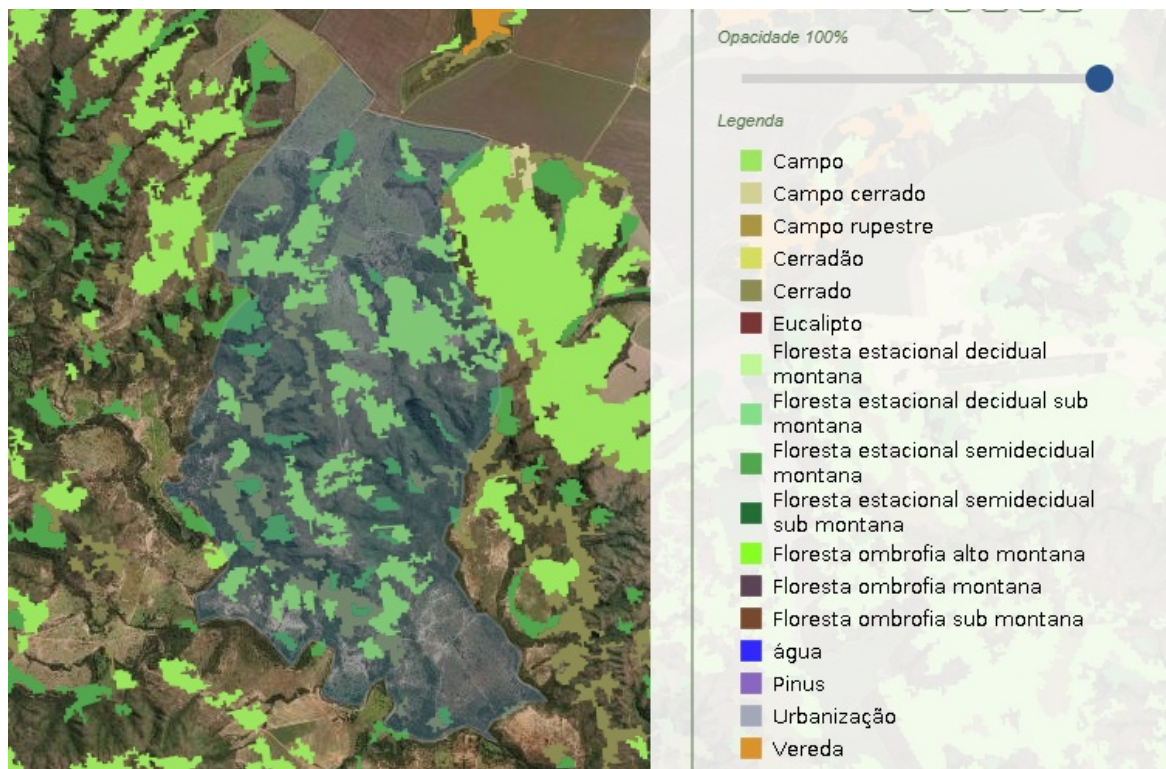 Opacidade 100%
Legenda
Campo
Campo cerrado
Campo rupestre
Cerradão
Cerrado
Eucalipto
Floresta estacional decidual
montana
Floresta estacional decidual sub
montana
Floresta estacional semidecidual
montana
Floresta estacional semidecidual
sub montana
Floresta ombrofia alto montana
Floresta ombrofia montana
Floresta ombrofia sub montana
água
Pinus
Urbanização
Vereda